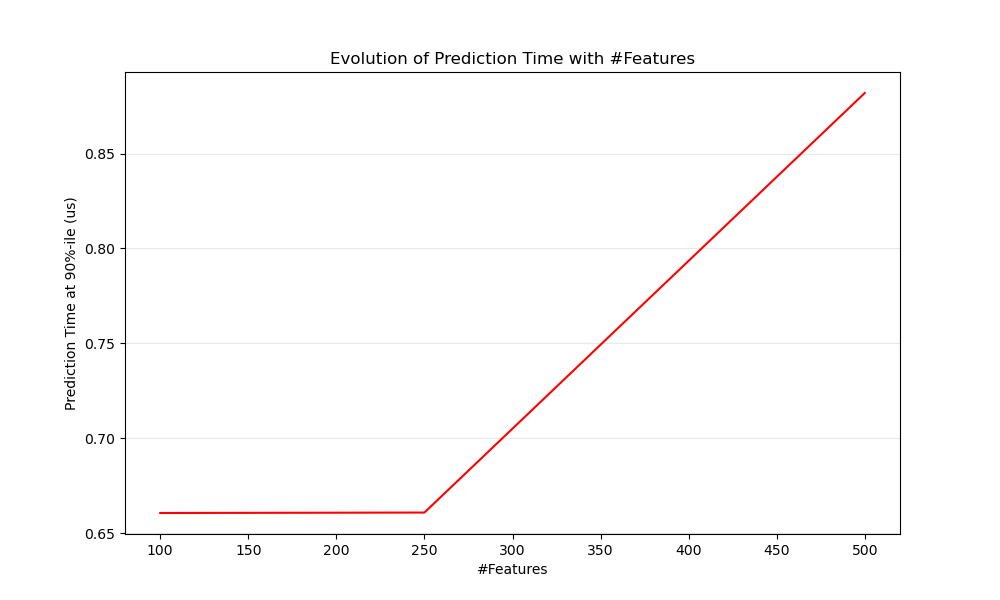 Evolution of Prediction Time with #Features
Prediction Time at 90%-ile (us)
0.85
0.80
0.75
0.70
0.65
100 150 200 250 300 350 400 450 500
#Features